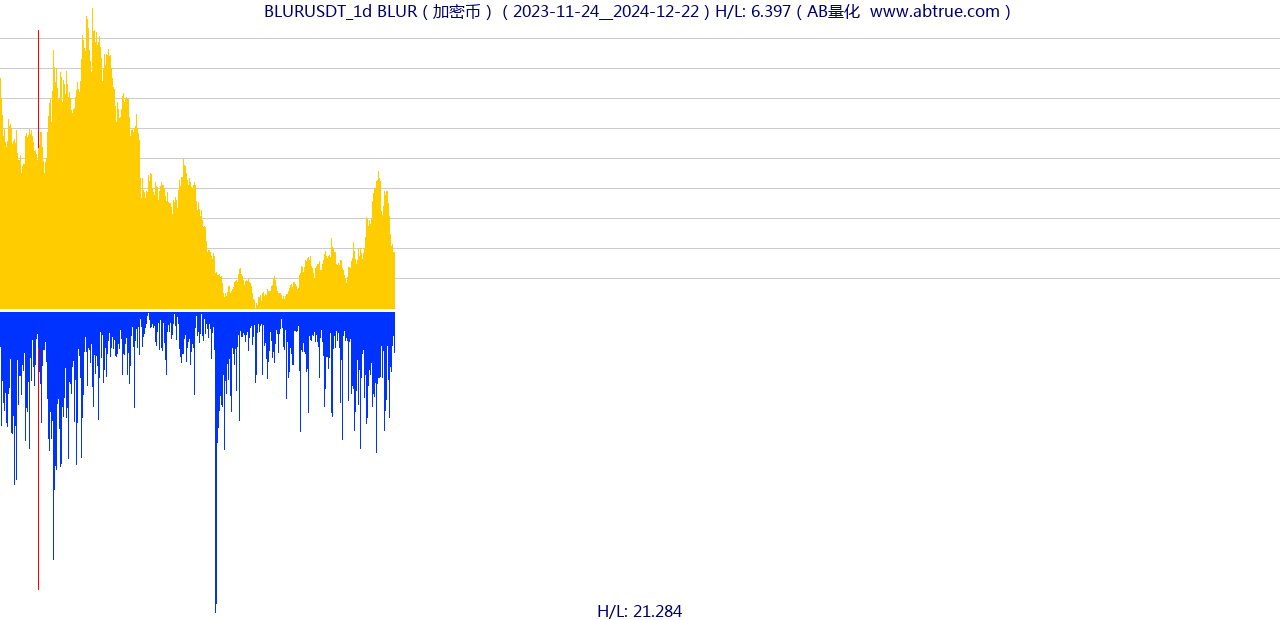 BLURUSDT_1d BLUR ( 加密币 ) ( 2023-11-24__2024-12-22 ) H/L: 6.397 ( AB量化  www.abtrue.com )
H/L: 21.284